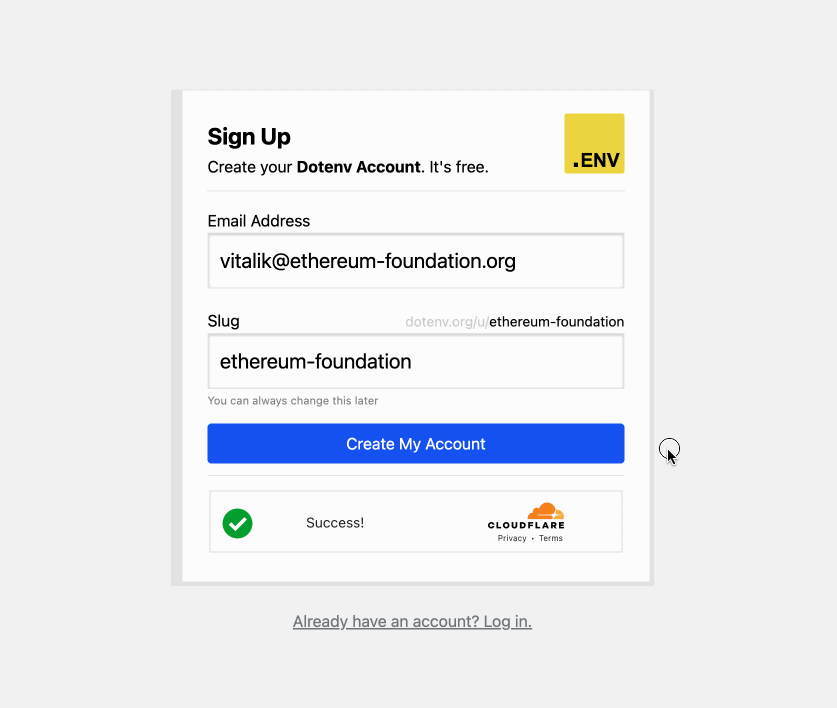 Sign Up
Create your Dotenv Account. It's free.
.ENV
Email Address
vitalik@ethereum-foundation.org
Slug
dotenv.org/u/ethereum-foundation
ethereum-foundation
You can always change this later
Create My Account
Success!
CLOUDFLARE
Privacy • Terms
Already have an account? Log in.